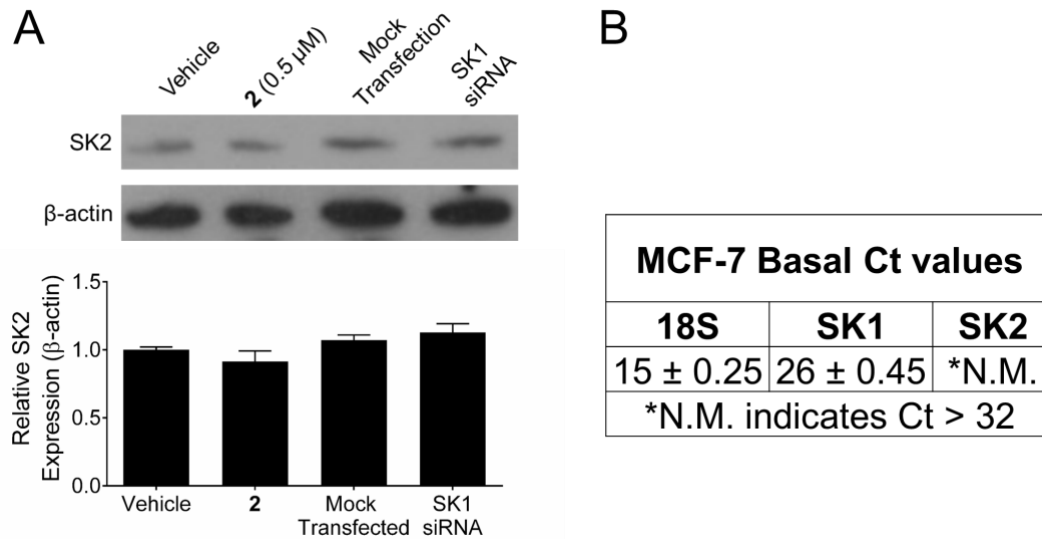 A
Vehicle
2 (0.5 µM)
Mock
Transfection
SK1
siRNA
SK2
β-actin
Relative SK2
Expression (β-actin)
1.5
1.0
0.5
0.0
Vehicle
2
Mock
Transfected
SK1
siRNA
B
MCF-7 Basal Ct values
18S SK1 SK2
15 ± 0.25 26 ± 0.45 *N.M.
*N.M. indicates Ct > 32